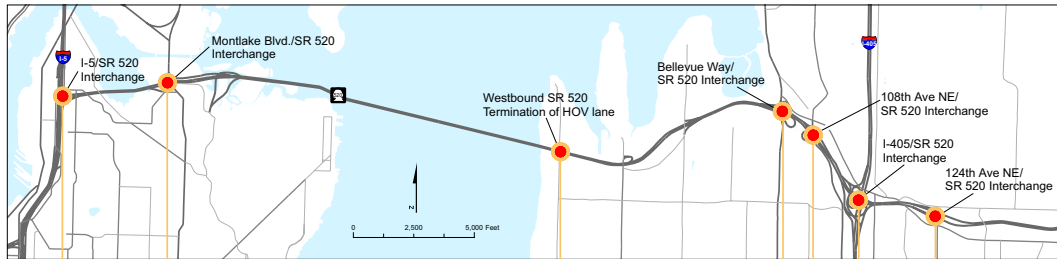 I-5
I-5/SR 520
Interchange
Montlake Blvd./SR 520
Interchange
520
Westbound SR 520
Termination of HOV lane
Bellevue Way/
SR 520 Interchange
I-405
108th Ave NE/
SR 520 Interchange
I-405/SR 520
Interchange
124th Ave NE/
SR 520 Interchange
N
0 2,500 5,000 Feet